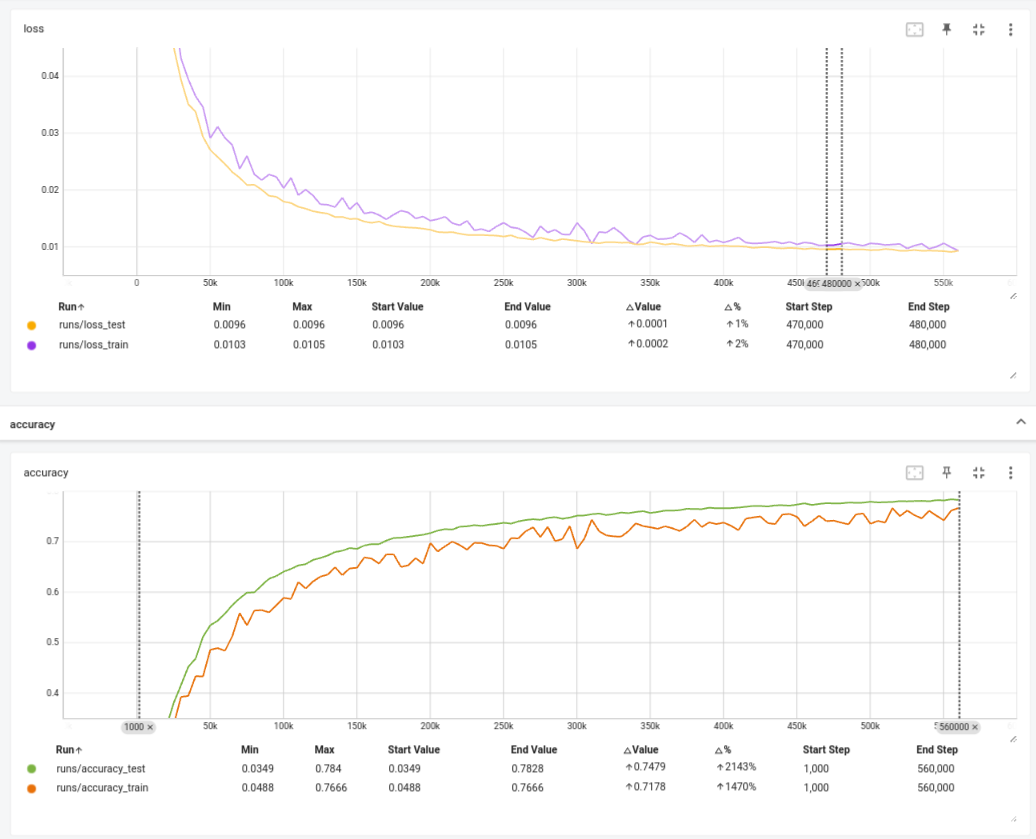 loss
0.04
0.03
0.02
0.01
0 50k 100k 150k 200k 250k 300k 350k 400k 450k 480000 × 500k 550k
Run↑ Min Max Start Value End Value △Value △% Start Step End Step
runs/loss_test 0.0096 0.0096 0.0096 0.0096 ↑0.0001 ↑1% 470,000 480,000
runs/loss_train 0.0103 0.0105 0.0103 0.0105 ↑0.0002 ↑2% 470,000 480,000
accuracy
accuracy
0.7
0.6
0.5
0.4
1000 × 50k 100k 150k 200k 250k 300k 350k 400k 450k 500k 560000 ×
Run↑ Min Max Start Value End Value △Value △% Start Step End Step
runs/accuracy_test 0.0349 0.784 0.0349 0.7828 ↑0.7479 ↑2143% 1,000 560,000
runs/accuracy_train 0.0488 0.7666 0.0488 0.7666 ↑0.7178 ↑1470% 1,000 560,000